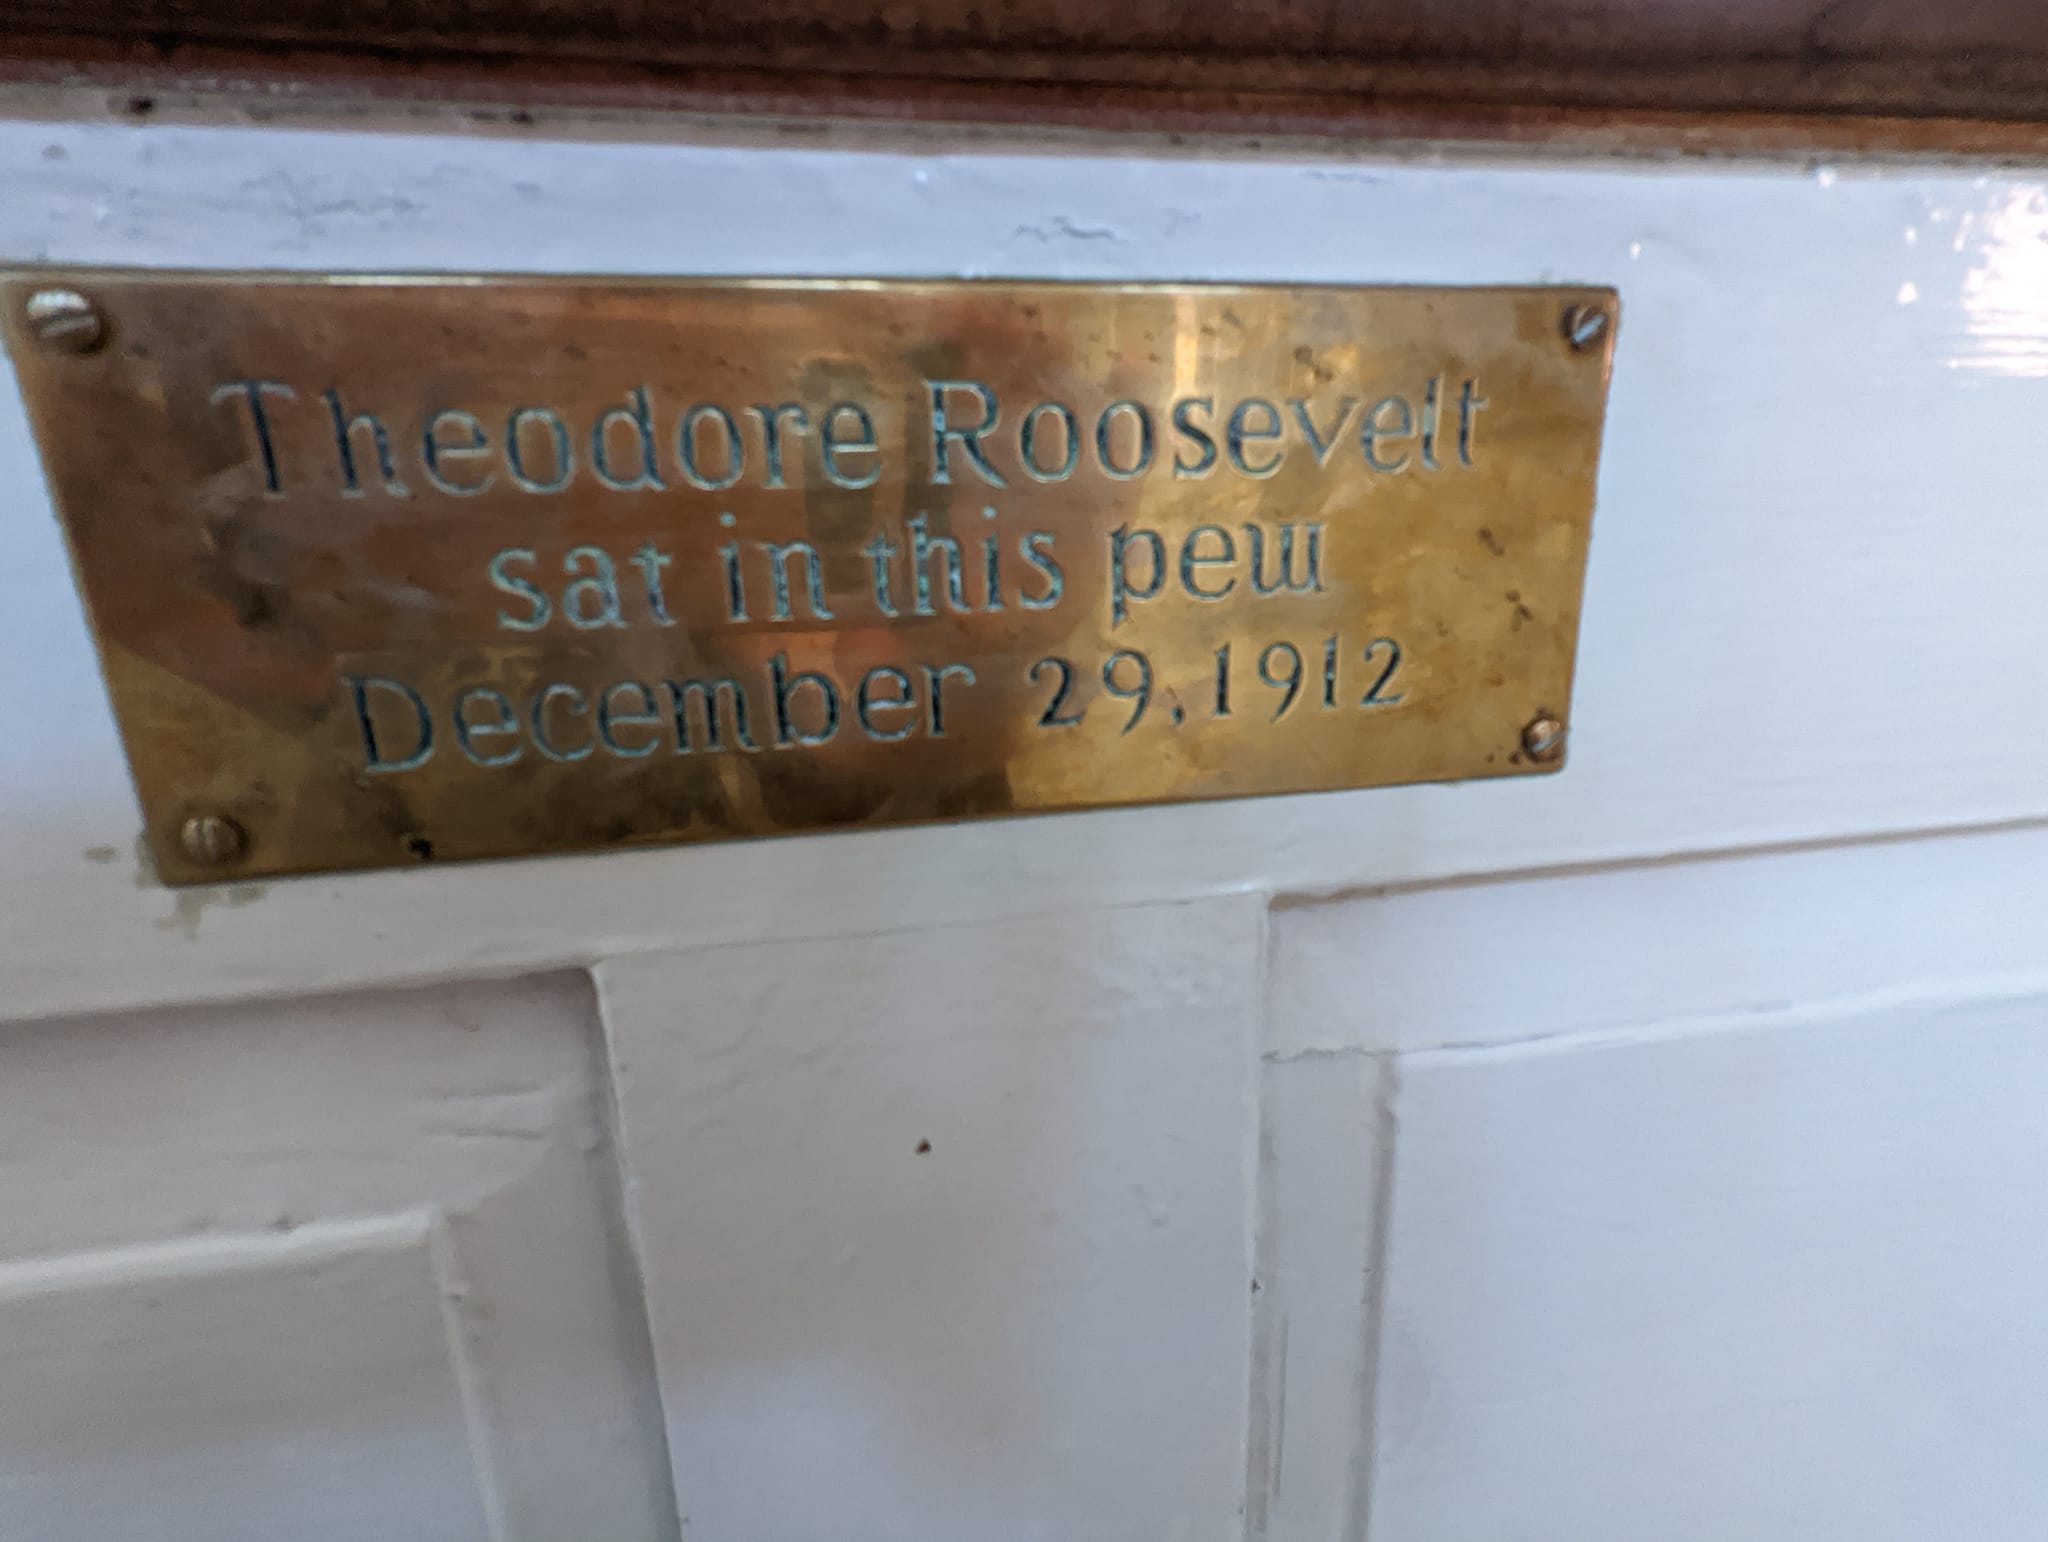 Theodore Roosevelt
sat in this pew
December 29, 1912